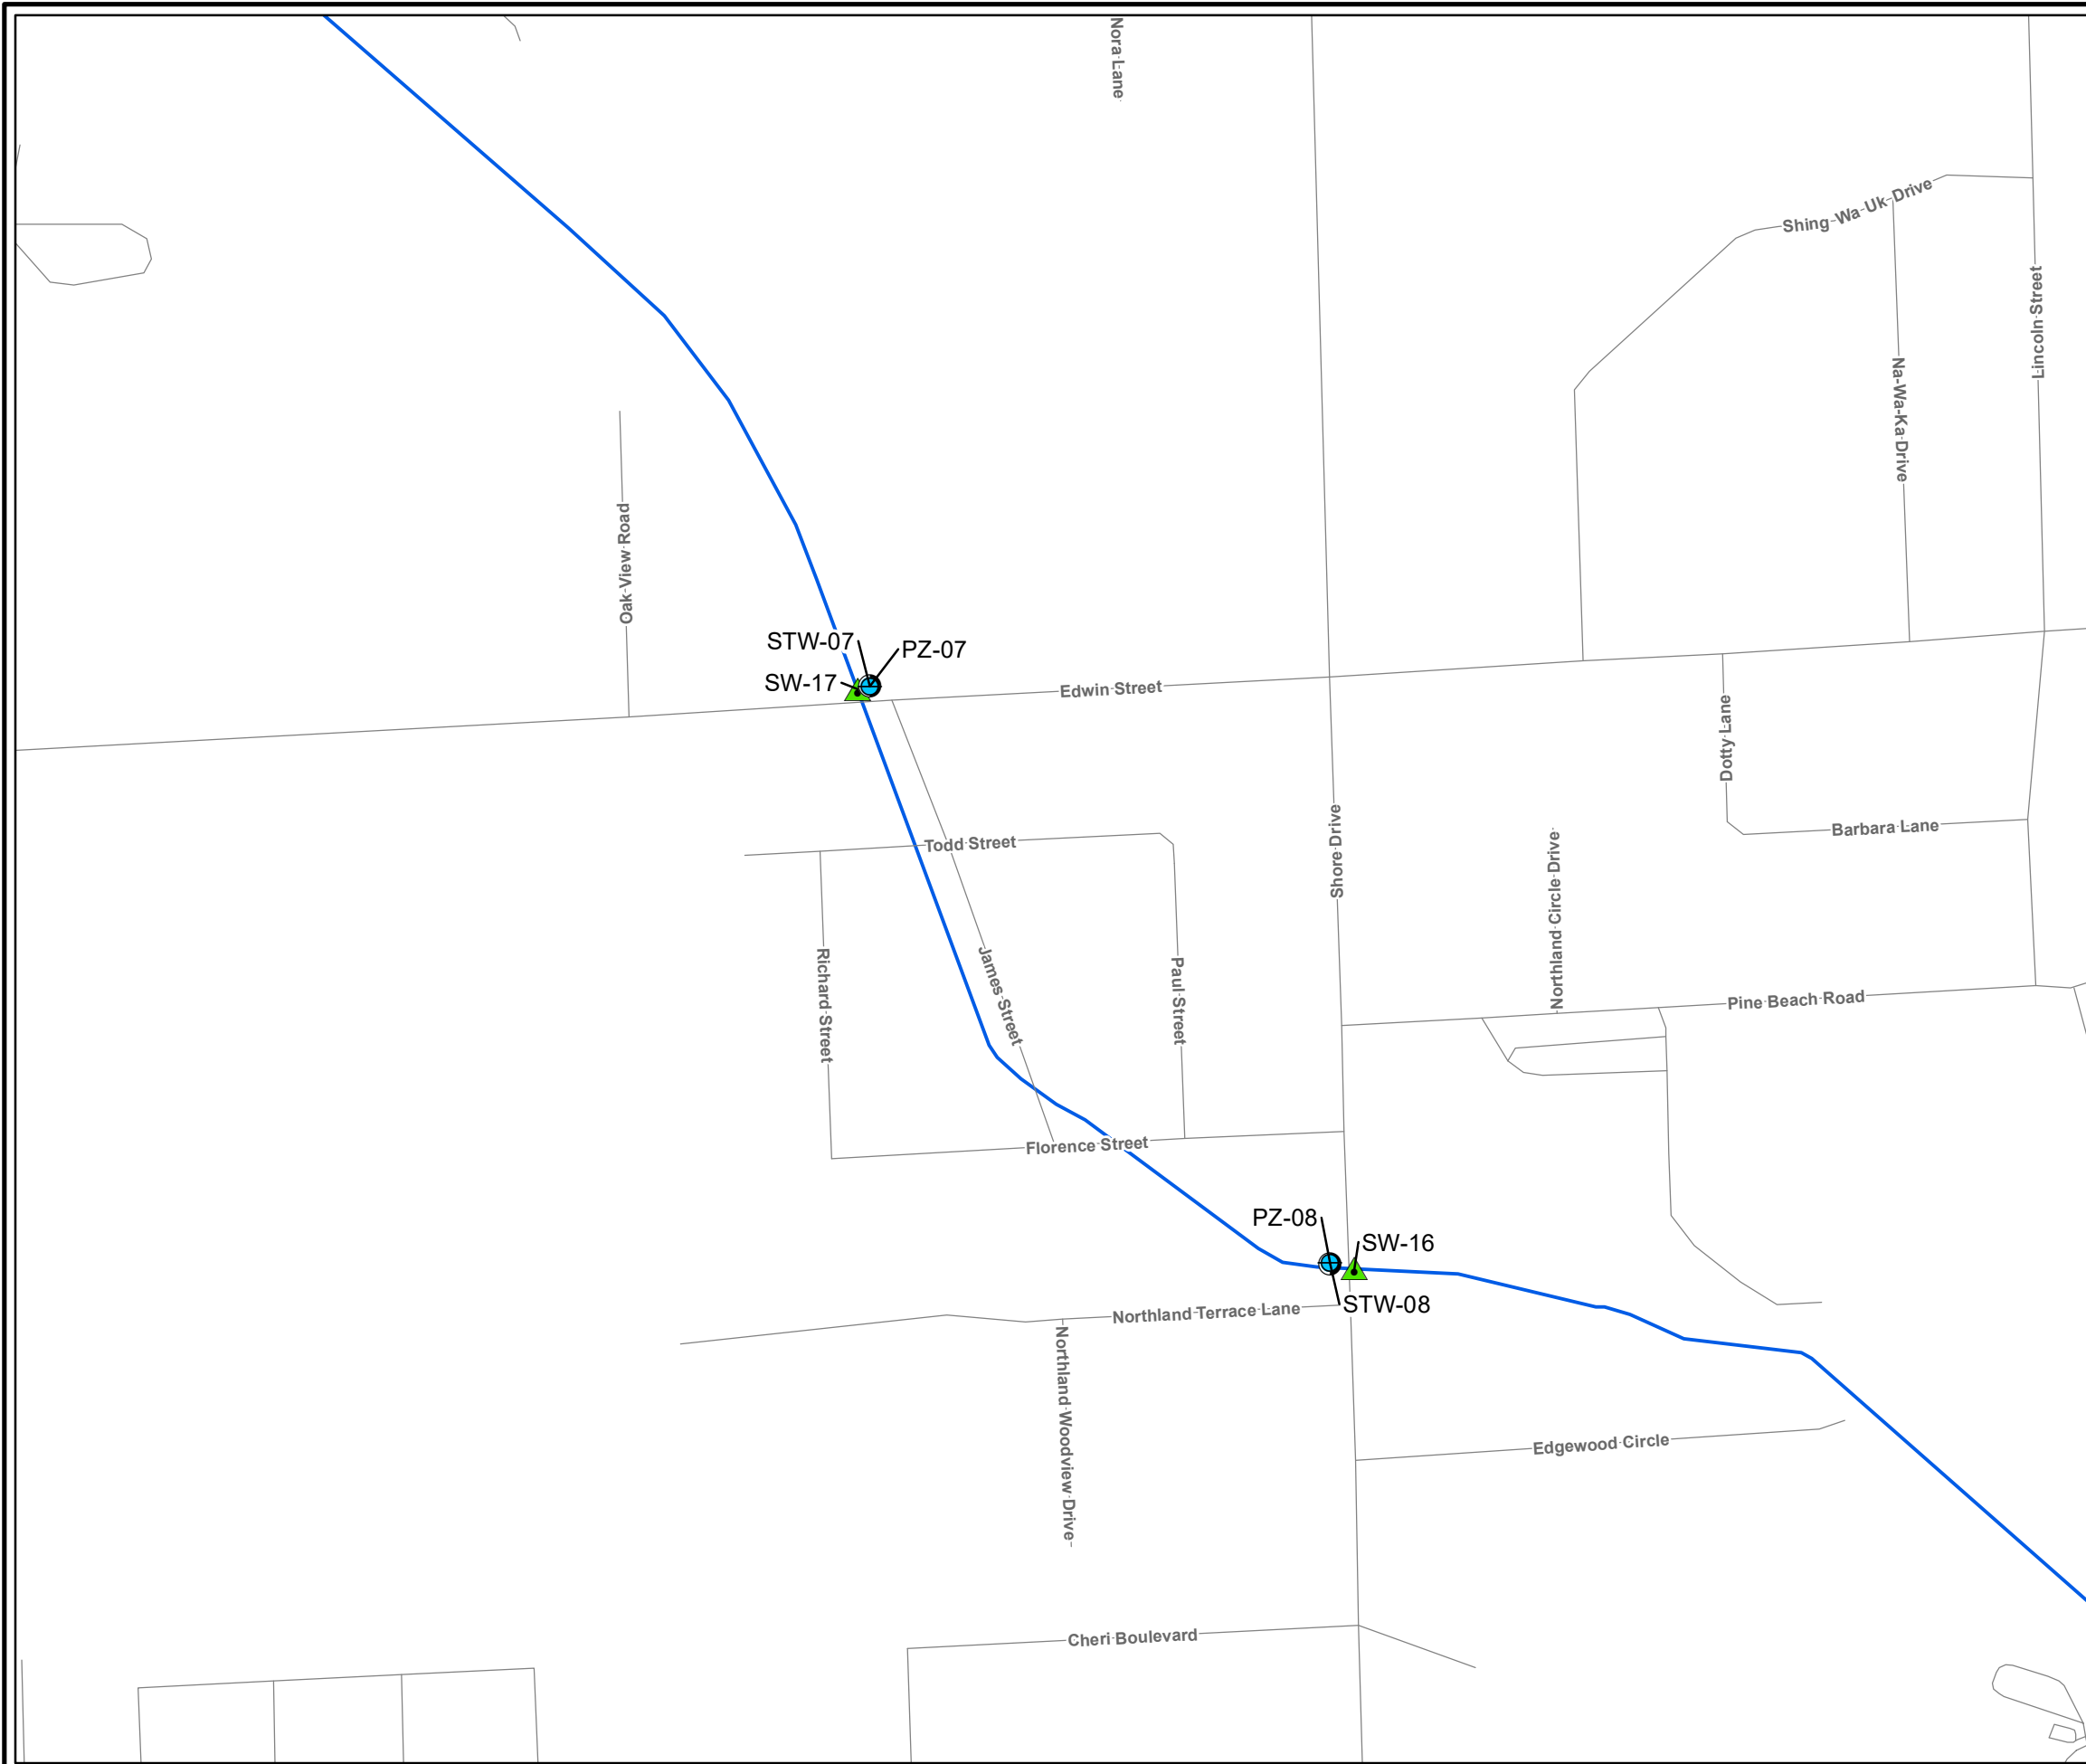 Nora Lane
Shing Wa Uk Drive
Lincoln Street
Na-Wa-Ka Drive
Oak View Road
STW-07
PZ-07
SW-17
Edwin Street
Dotty Lane
Shore Drive
Barbara Lane
Todd Street
Northland Circle Drive
Richard Street
James Street
Paul Street
Pine Beach Road
Florence Street
PZ-08
SW-16
STW-08
Northland Terrace Lane
Northland Woodview Drive
Edgewood Circle
Cheri Boulevard